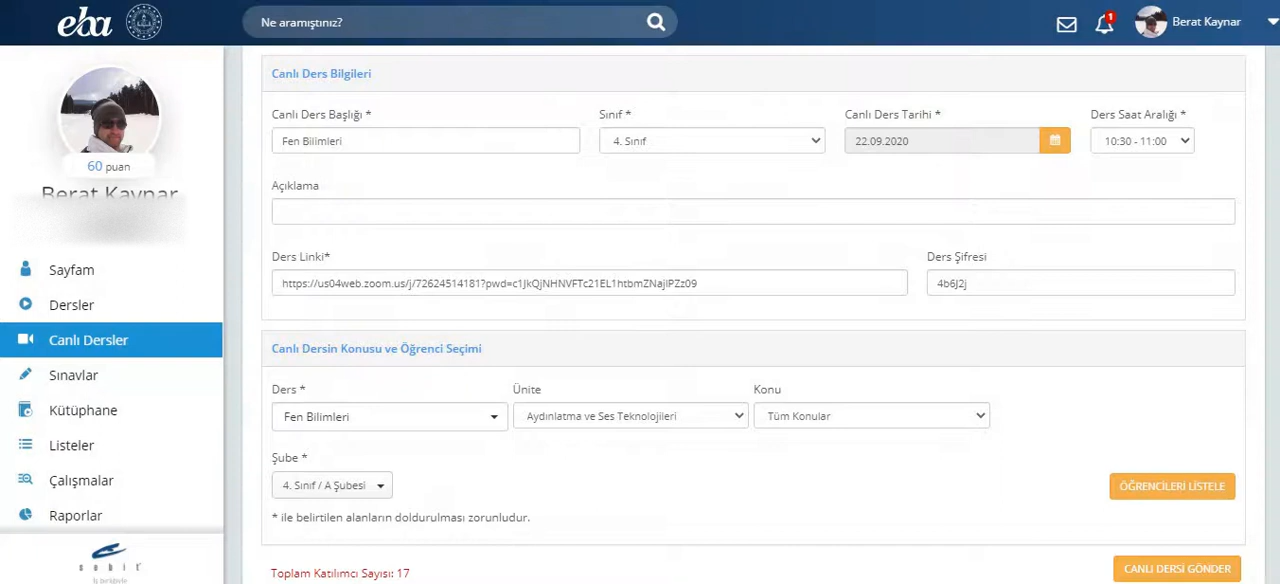 eba
Ne aramıştınız?
1
Berat Kaynar
60 puan
Berat Kaynar
Sayfam
Dersler
Canlı Dersler
Sınavlar
Kütüphane
Listeler
Çalışmalar
Raporlar
sebit
Canlı Ders Bilgileri
Canlı Ders Başlığı * Sınıf * Canlı Ders Tarihi * Ders Saat Aralığı *
Fen Bilimleri 4. Sınıf 22.09.2020 10:30 - 11:00
Açıklama
Ders Linki* Ders Şifresi
https://us04web.zoom.us/j/72624514181?pwd=c1JkQjNHNVFTc21EL1htbmZNajlPZz09 4b6J2j
Canlı Dersin Konusu ve Öğrenci Seçimi
Ders * Ünite Konu
Fen Bilimleri Aydınlatma ve Ses Teknolojileri Tüm Konular
Şube *
4. Sınıf / A Şubesi ÖĞRENCİLERİ LİSTELE
* ile belirtilen alanların doldurulması zorunludur.
Toplam Katılımcı Sayısı: 17 CANLI DERSİ GÖNDER